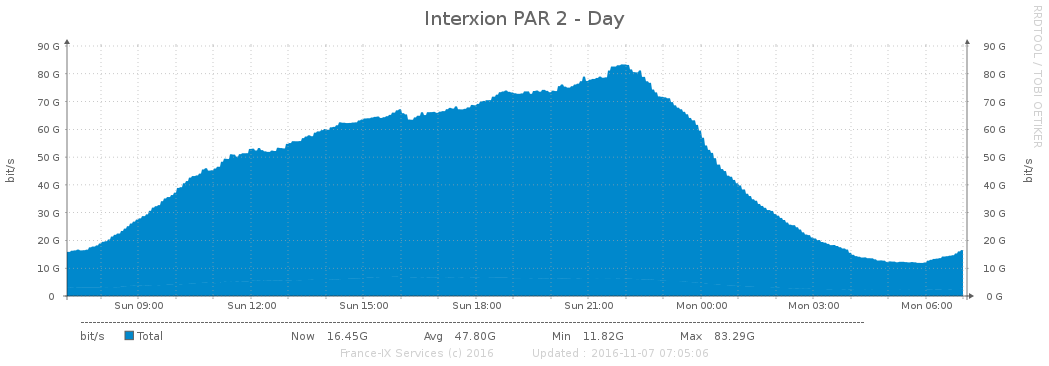 Interxion PAR 2 - Day
RRDTOOL / TOBI OETIKER
90 G 90 G
80 G 80 G
70 G 70 G
60 G 60 G
50 G 50 G
40 G 40 G
30 G 30 G
20 G 20 G
10 G 10 G
0 0 G
bit/s
bit/s
Sun 09:00 Sun 12:00 Sun 15:00 Sun 18:00 Sun 21:00 Mon 00:00 Mon 03:00 Mon 06:00
bit/s Total Now 16.45G Avg 47.80G Min 11.82G Max 83.29G
France-IX Services (c) 2016 Updated : 2016-11-07 07:05:06